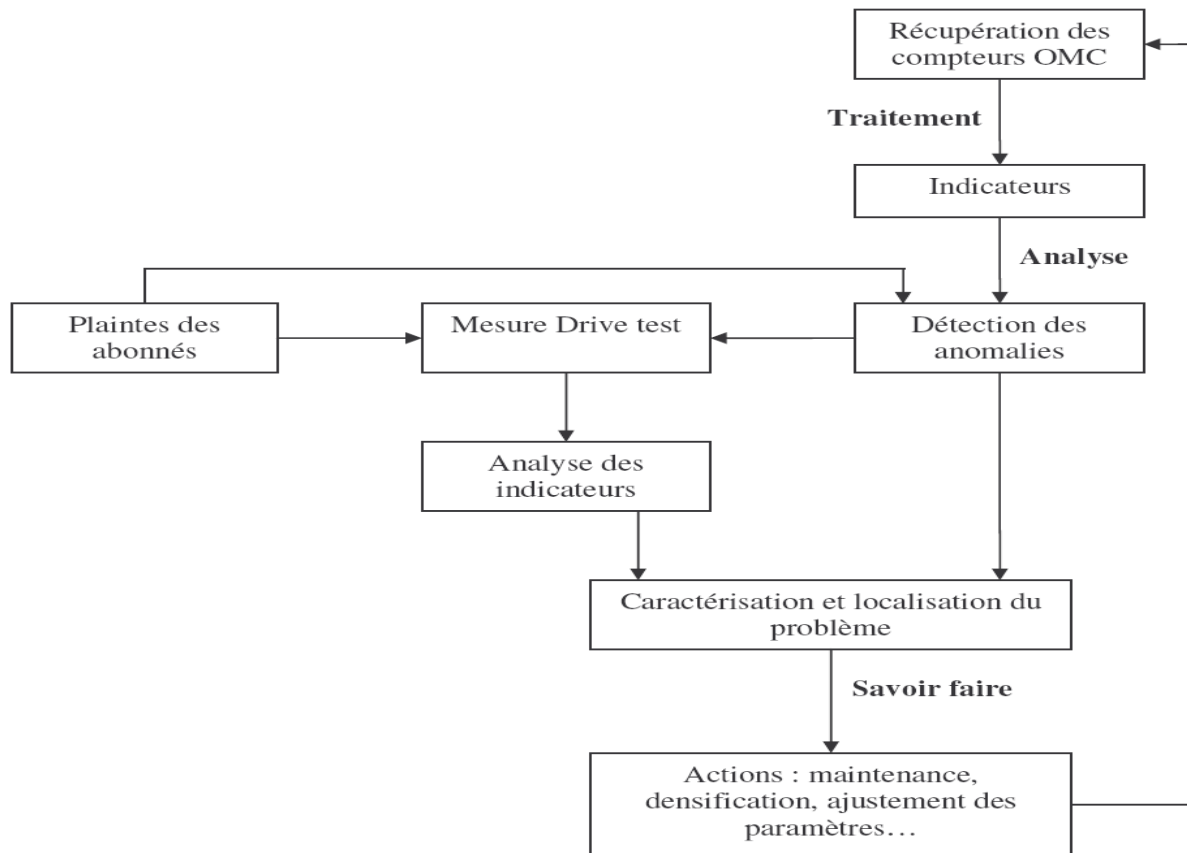 Récupération des
compteurs OMC
Traitement
Indicateurs
Analyse
Plaintes des
abonnés
Mesure Drive test
Détection des
anomalies
Analyse des
indicateurs
Caractérisation et localisation du
problème
Savoir faire
Actions : maintenance,
densification, ajustement des
paramètres…